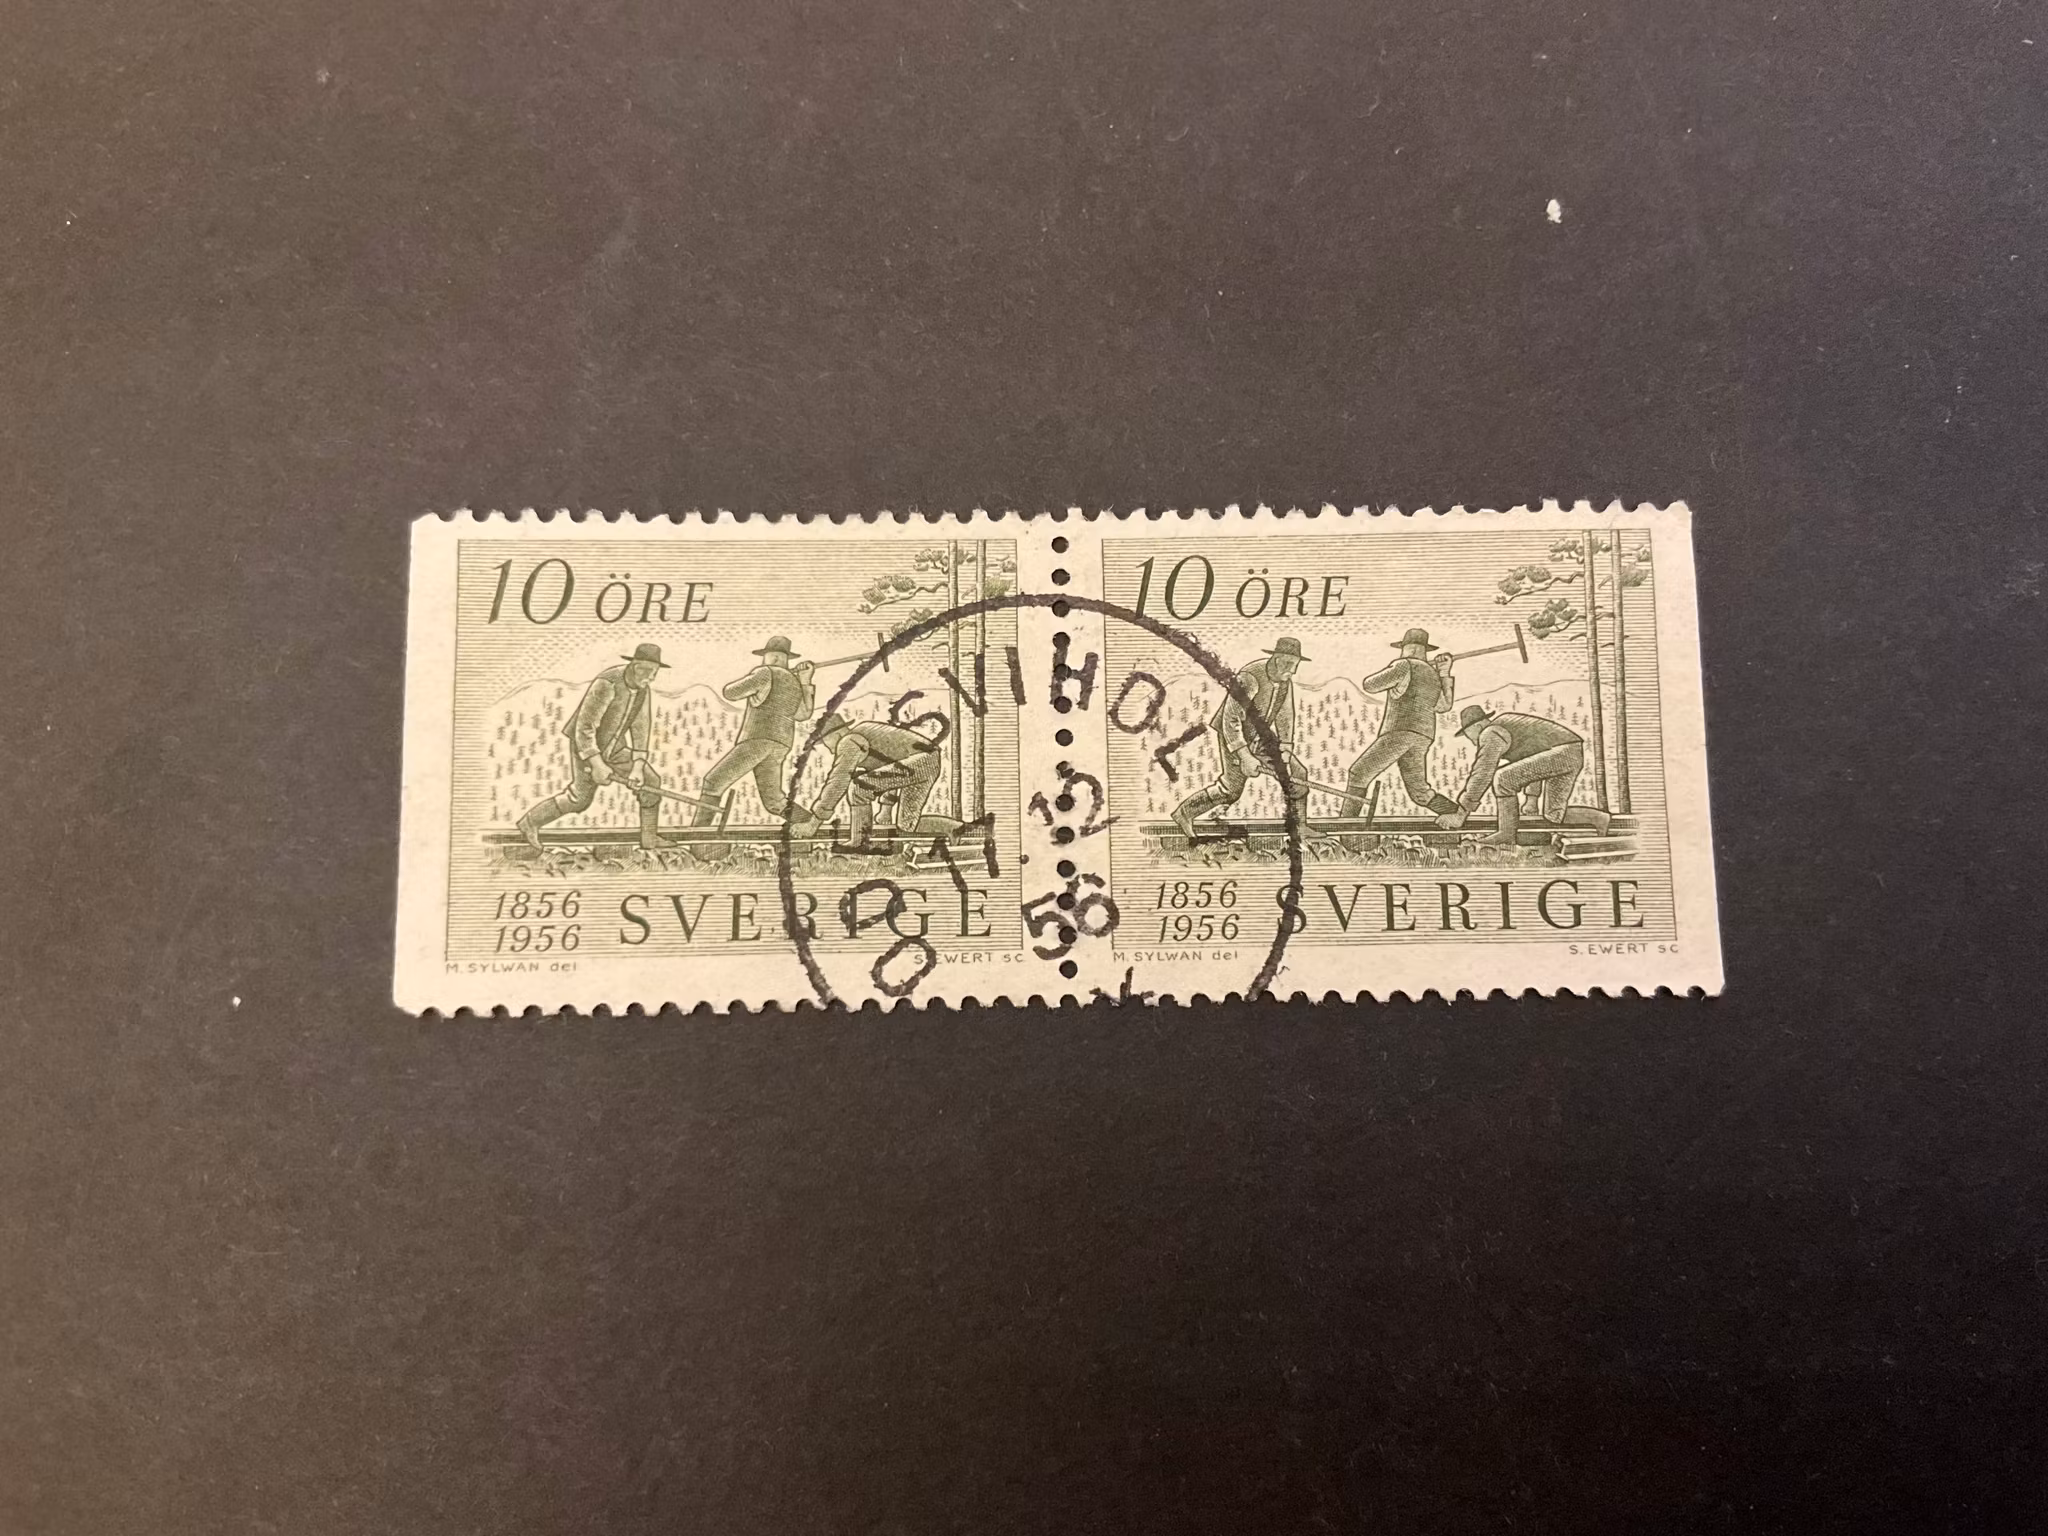 10 ÖRE
1856
1956
SVERIGE
M. SYLWAN del
S. EWERT SC
10 ÖRE
1856
1956
SVERIGE
M. SYLWAN del
S. EWERT SC
ODENSVIHOLM
17.12
56